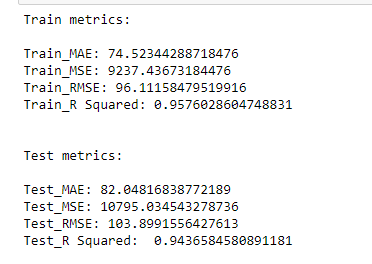 Train metrics:
Train_MAE: 74.52344288718476
Train_MSE: 9237.43673184476
Train_RMSE: 96.11158479519916
Train_R Squared: 0.9576028604748831
Test metrics:
Test_MAE: 82.04816838772189
Test_MSE: 10795.034543278736
Test_RMSE: 103.8991556427613
Test_R Squared:  0.9436584580891181